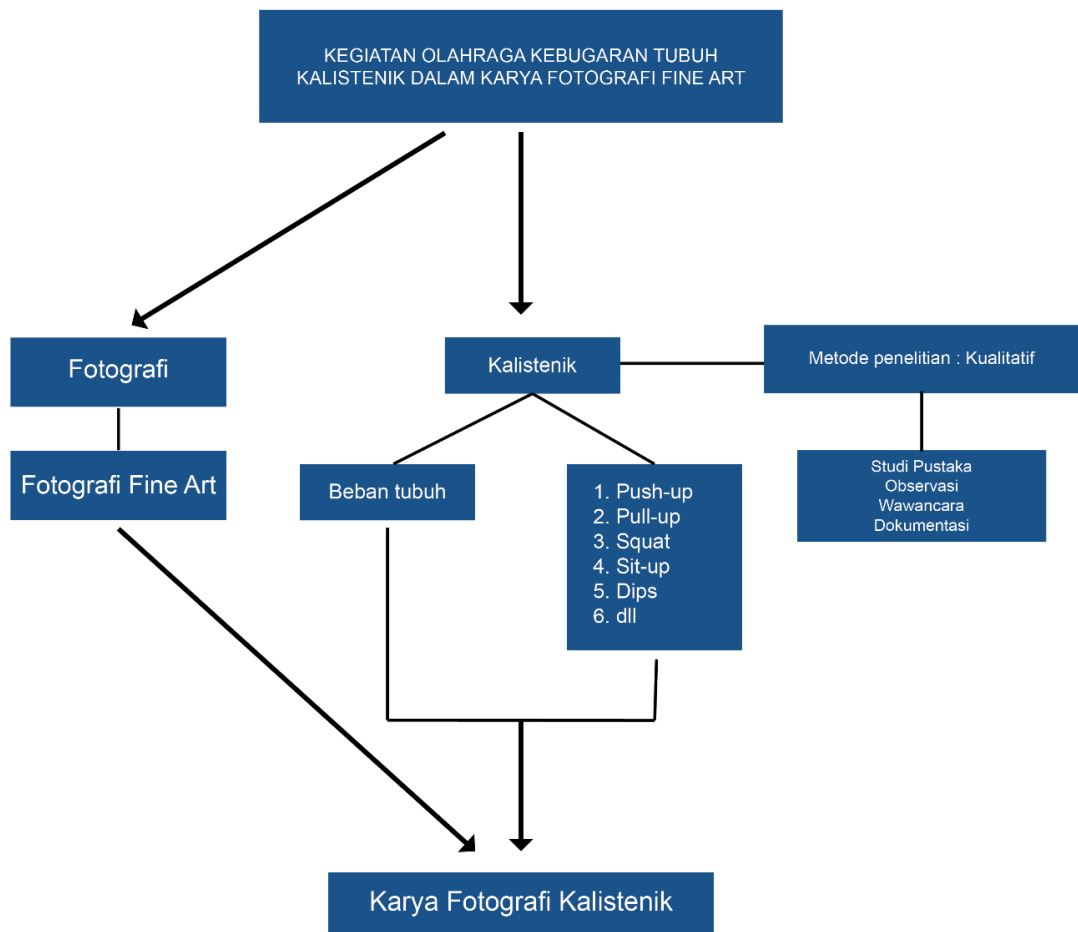 KEGIATAN OLAHRAGA KEBUGARAN TUBUH
KALISTENIK DALAM KARYA FOTOGRAFI FINE ART
Fotografi
Kalistenik
Metode penelitian : Kualitatif
Fotografi Fine Art
Beban tubuh
1. Push-up
2. Pull-up
3. Squat
4. Sit-up
5. Dips
6. dll
Studi Pustaka
Observasi
Wawancara
Dokumentasi
Karya Fotografi Kalistenik